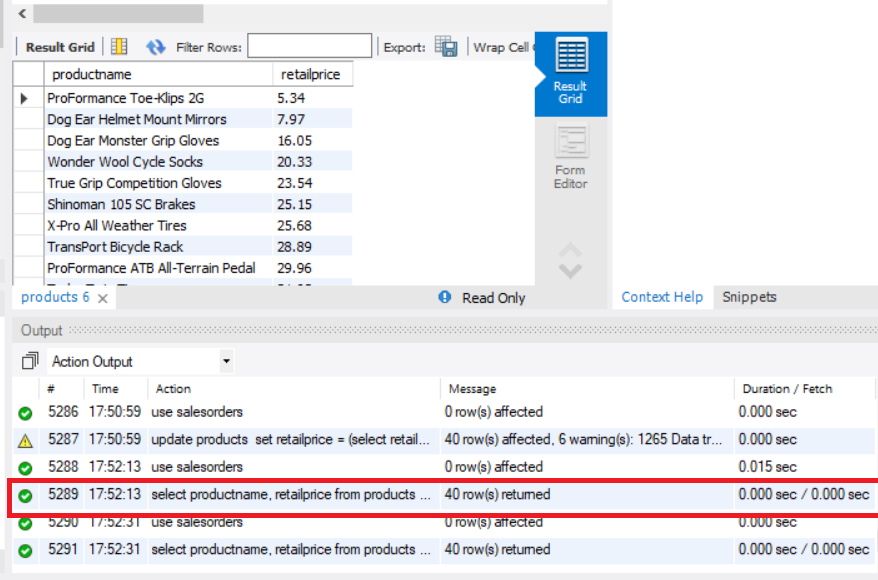 Result Grid Filter Rows: Export: Wrap Cell
productname retailprice
ProFormance Toe-Klips 2G 5.34
Dog Ear Helmet Mount Mirrors 7.97
Dog Ear Monster Grip Gloves 16.05
Wonder Wool Cycle Socks 20.33
True Grip Competition Gloves 23.54
Shinoman 105 SC Brakes 25.15
X-Pro All Weather Tires 25.68
TransPort Bicycle Rack 28.89
ProFormance ATB All-Terrain Pedal 29.96
Result
Grid
Form
Editor
products 6 Read Only Context Help Snippets
Output
Action Output
# Time Action Message Duration / Fetch
5286 17:50:59 use salesorders 0 row(s) affected 0.000 sec
5287 17:50:59 update products set retailprice = (select retail... 40 row(s) affected, 6 warning(s): 1265 Data tr... 0.000 sec
5288 17:52:13 use salesorders 0 row(s) affected 0.015 sec
5289 17:52:13 select productname, retailprice from products ... 40 row(s) returned 0.000 sec / 0.000 sec
5290 17:52:31 use salesorders 0 row(s) affected 0.000 sec
5291 17:52:31 select productname, retailprice from products ... 40 row(s) returned 0.000 sec / 0.000 sec